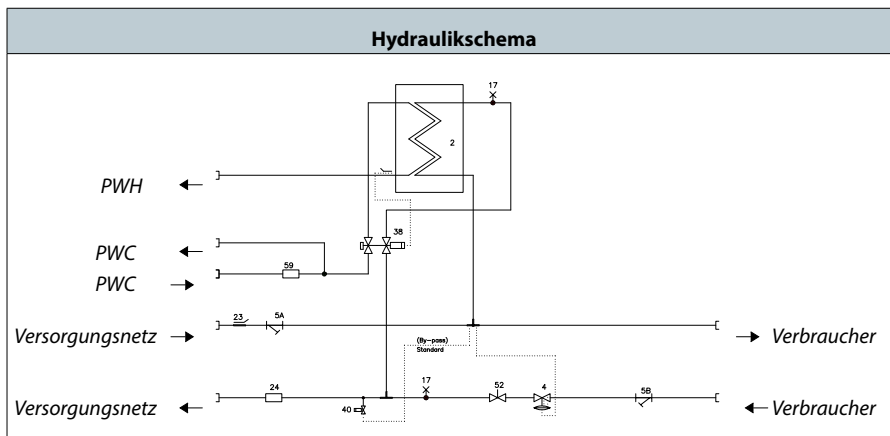 Hydraulikschema
17
2
PWH
38
PWC
59
PWC
23 5A
Versorgungsnetz Verbraucher
(By-pass)
Standard
24 17 52 4 5B
40
Versorgungsnetz Verbraucher